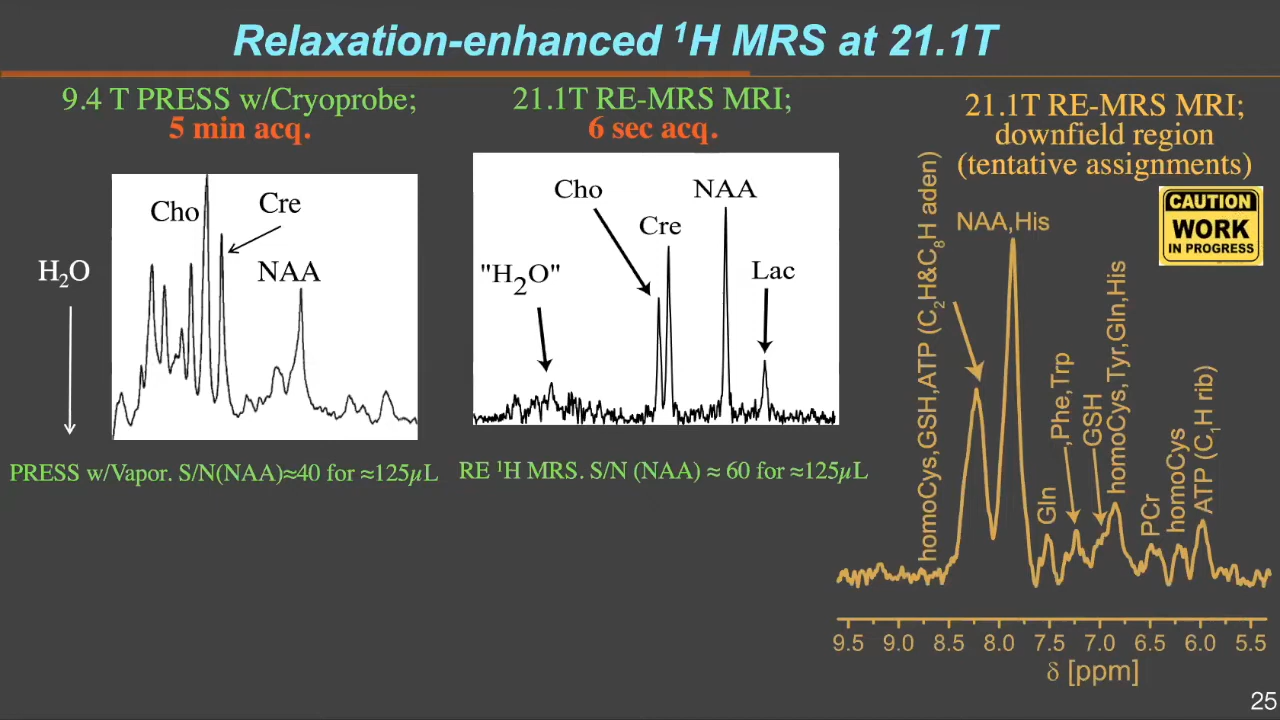 Relaxation-enhanced ¹H MRS at 21.1T
9.4 T PRESS w/Cryoprobe;
5 min acq.
H₂O
Cho
Cre
NAA
PRESS w/Vapor. S/N(NAA)≈40 for ≈125µL
21.1T RE-MRS MRI;
6 sec acq.
"H₂O"
Cho
Cre
NAA
Lac
RE ¹H MRS. S/N (NAA) ≈ 60 for ≈125µL
21.1T RE-MRS MRI;
downfield region
(tentative assignments)
CAUTION
WORK
IN PROGRESS
homoCys,GSH,ATP (C₂H&C₈H aden)
NAA,His
Gln
,Phe,Trp
GSH
homoCys,Tyr,Gln,His
PCr
homoCys
ATP (C₁H rib)
9.5 9.0 8.5 8.0 7.5 7.0 6.5 6.0 5.5
δ [ppm]
25